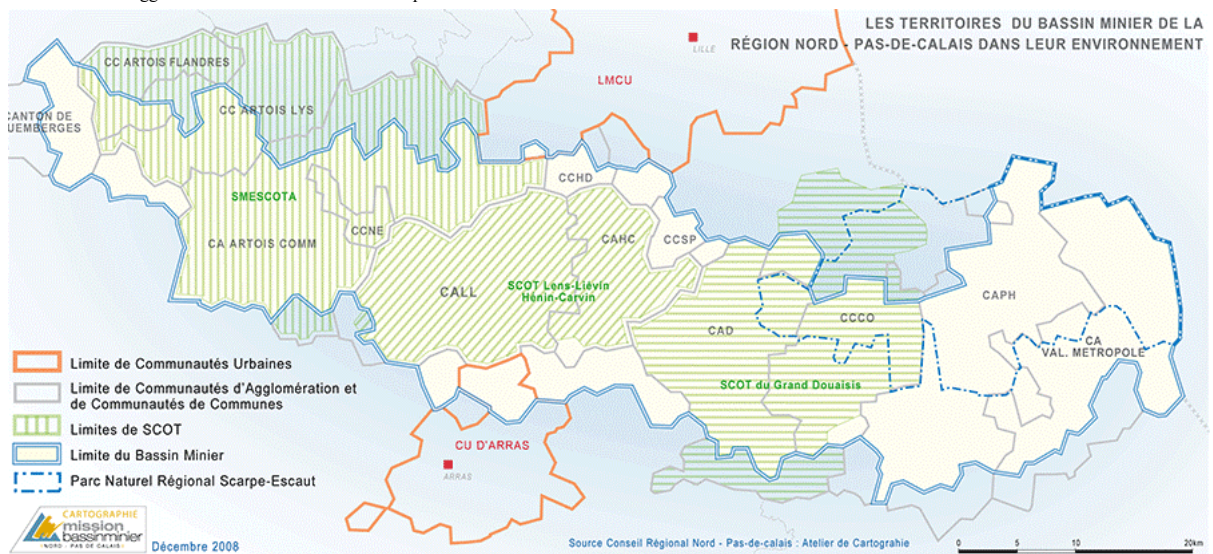 LES TERRITOIRES DU BASSIN MINIER DE LA
RÉGION NORD - PAS-DE-CALAIS DANS LEUR ENVIRONNEMENT
LILLE
LMCU
CC ARTOIS FLANDRES
CC ARTOIS LYS
CANTON DE
SMESCOTA
CA ARTOIS COMM
CCNE
CCHD
CAHC
CCSP
CALL
SCOT Lens-Liévin
Hénin-Carvin
CAD
CCCO
SCOT du Grand Douaisis
CAPH
CA
VAL. METROPOLE
CU D'ARRAS
ARRAS
Limite de Communautés Urbaines
Limite de Communautés d'Agglomération et
de Communautés de Communes
Limites de SCOT
Limite du Bassin Minier
Parc Naturel Régional Scarpe-Escaut
CARTOGRAPHIE
mission
bassinminier
NORD - PAS DE CALAIS
Décembre 2008
Source Conseil Régional Nord - Pas-de-calais : Atelier de Cartograhie
0 5 10 20km